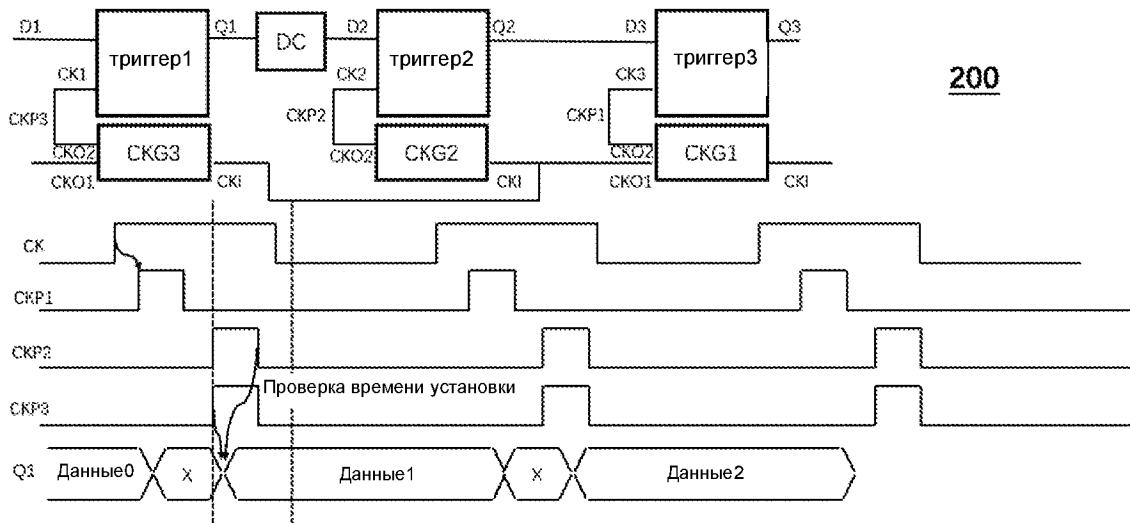 D1 Q1 DC D2 Q2 D3 Q3
триггер1 триггер2 триггер3
CK1 CK2 CK3
200
CKP3 CKP2 CKP1
CKO2 CKG3 CKO2 CKG2 CKO2 CKG1
CKO1 CKI CKI CKO1 CKI
CK
CKP1
CKP2
Проверка времени установки
CKP3
Q1 Данные0 X Данные1 X Данные2